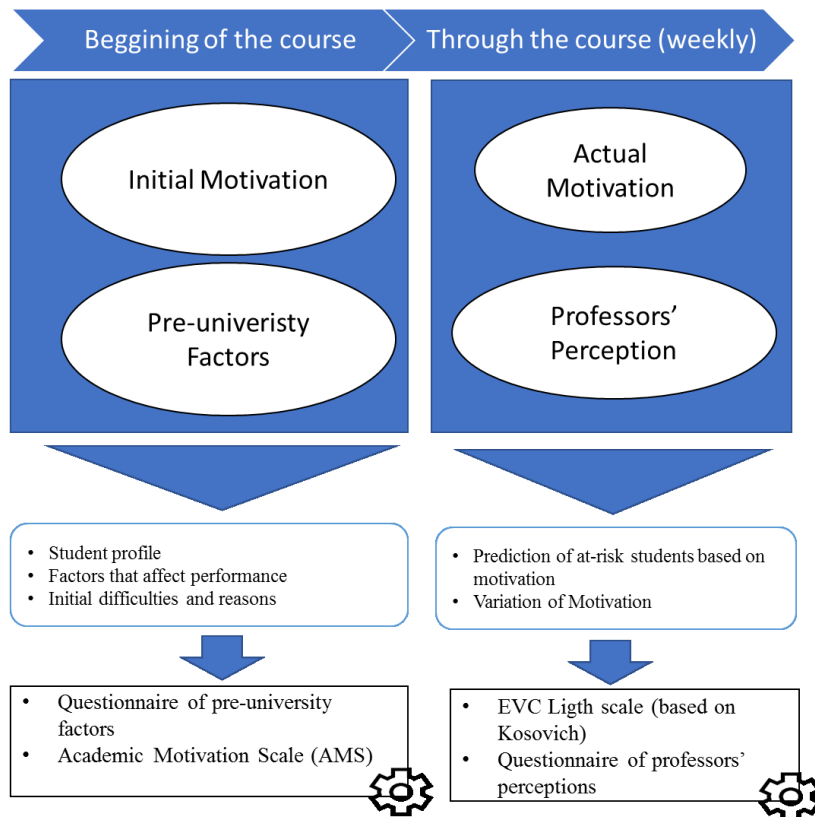 Beggining of the course
Through the course (weekly)
Initial Motivation
Pre-univeristy
Factors
Actual
Motivation
Professors'
Perception
• Student profile
• Factors that affect performance
• Initial difficulties and reasons
• Prediction of at-risk students based on
motivation
• Variation of Motivation
• Questionnaire of pre-university
factors
• Academic Motivation Scale (AMS)
• EVC Ligth scale (based on
Kosovich)
• Questionnaire of professors'
perceptions